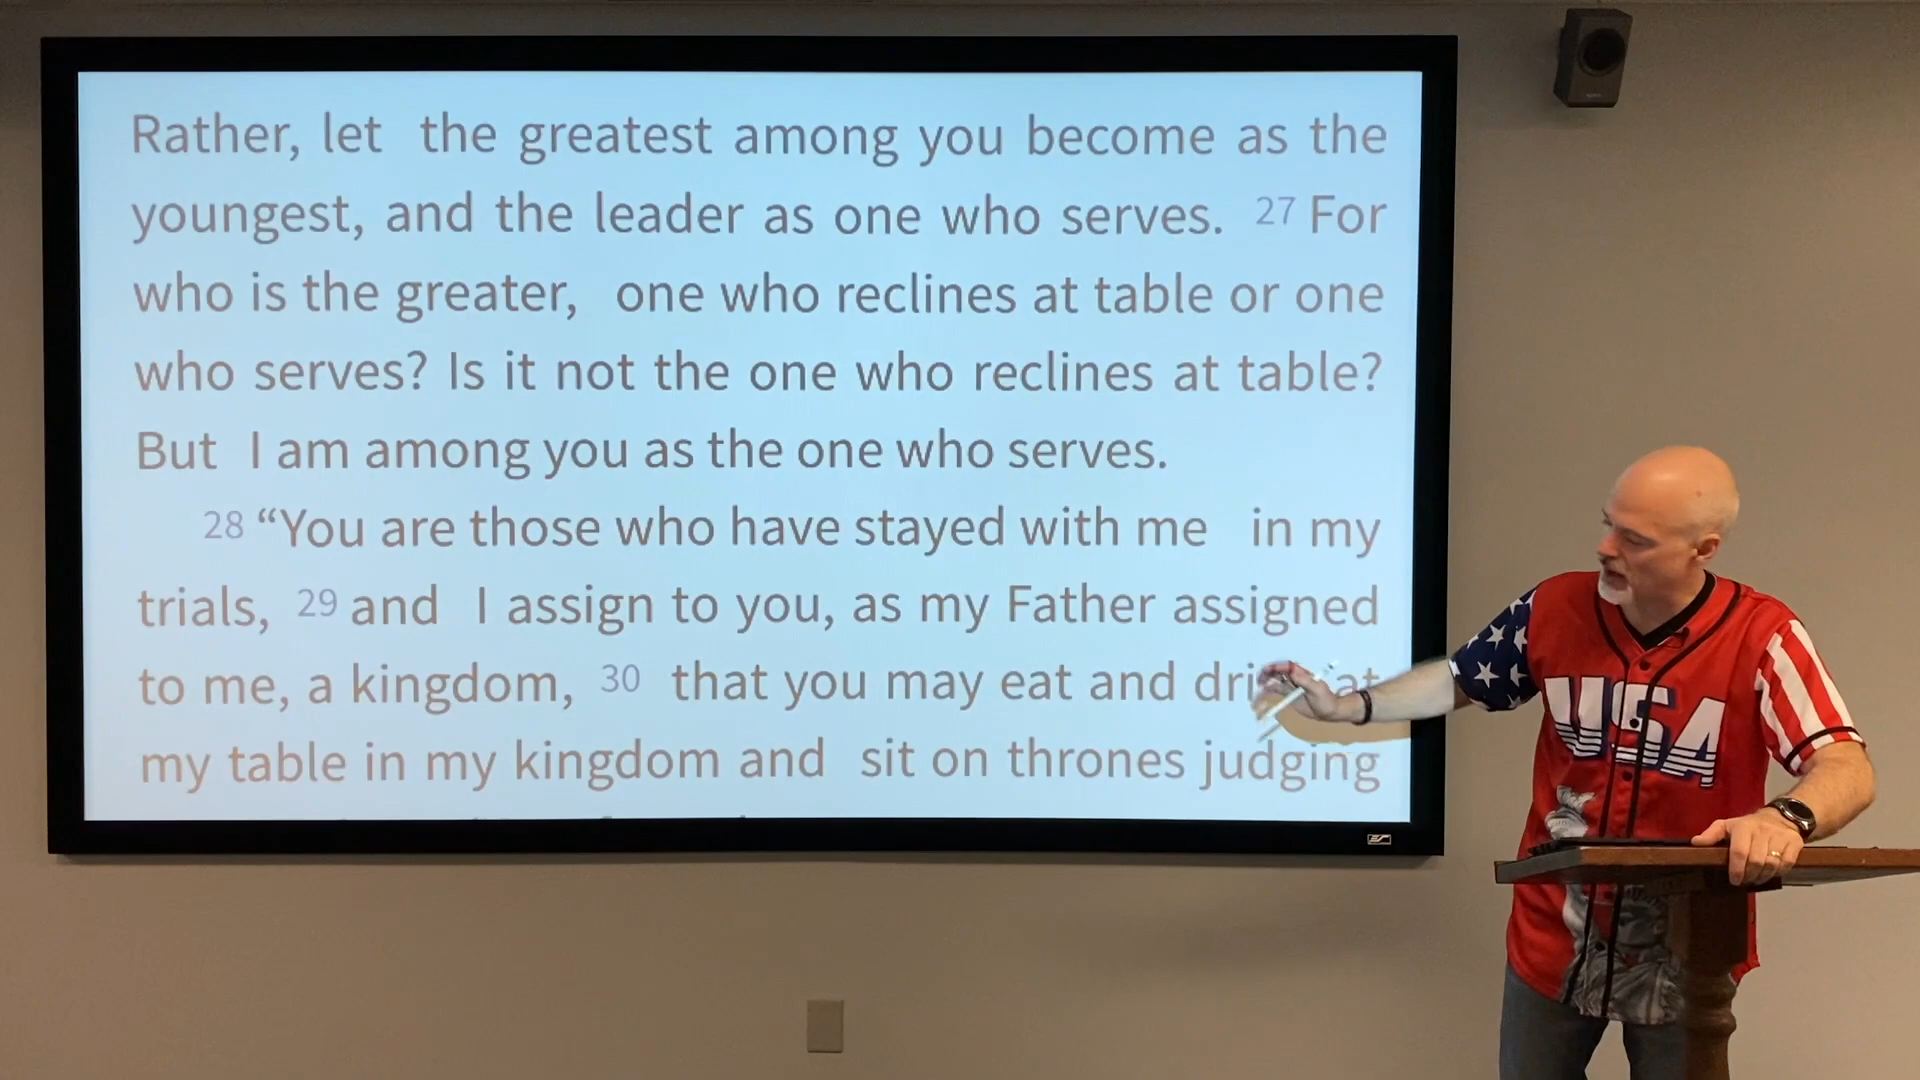 Rather, let the greatest among you become as the
youngest, and the leader as one who serves. 27 For
who is the greater, one who reclines at table or one
who serves? Is it not the one who reclines at table?
But I am among you as the one who serves.
28 “You are those who have stayed with me in my
trials, 29 and I assign to you, as my Father assigned
to me, a kingdom, 30 that you may eat and at
my table in my kingdom and sit on thrones judging
USA